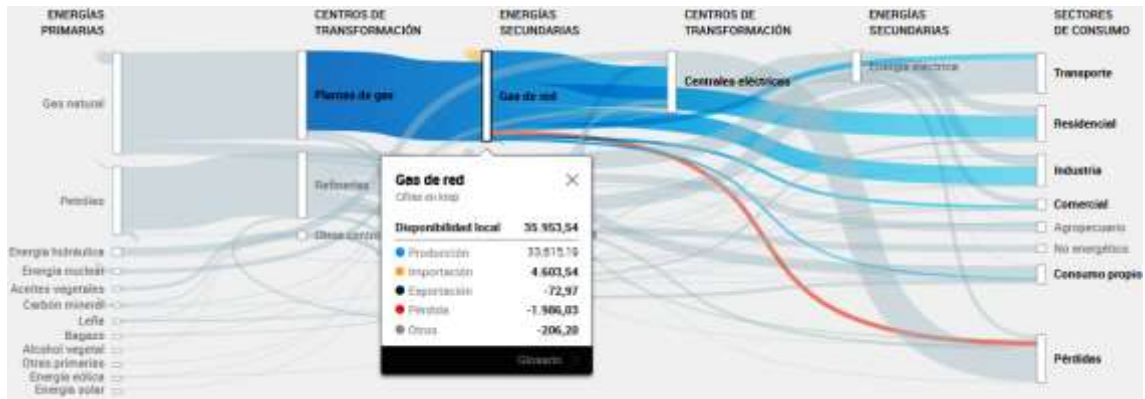 ENERGÍAS
PRIMARIAS
CENTROS DE
TRANSFORMACIÓN
ENERGÍAS
SECUNDARIAS
CENTROS DE
TRANSFORMACIÓN
ENERGÍAS
SECUNDARIAS
SECTORES
DE CONSUMO
Gas natural
Petróleo
Energía hidráulica
Energía nuclear
Aceites vegetales
Carbón mineral
Leña
Bagazo
Alcohol vegetal
Otras primarias
Energía eólica
Energía solar
Plantas de gas
Refinerías
Otros centro
Gas de red
Centrales eléctricas
Energía eléctrica
Transporte
Residencial
Industria
Comercial
Agropecuario
No energético
Consumo propio
Pérdidas
Gas de red
Cifras en ktep
Disponibilidad local 35.953,54
Producción 33.615,19
Importación 4.603,54
Exportación -72,97
Pérdida -1.986,03
Otros -206,20
Glosario